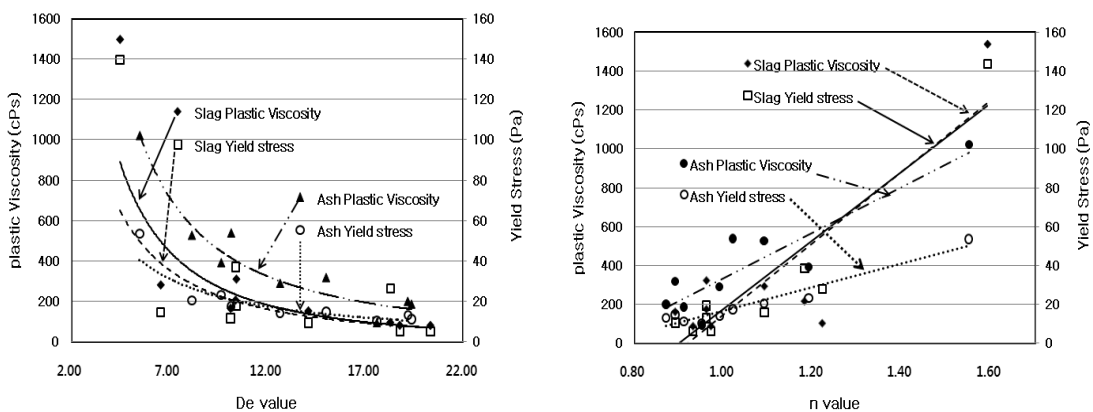 1600
1400
1200
1000
800
600
400
200
0
160
140
120
100
80
60
40
20
0
2.00 7.00 12.00 17.00 22.00
plastic Viscosity (cPs)
Yield Stress (Pa)
De value
Slag Plastic Viscosity
Slag Yield stress
Ash Plastic Viscosity
Ash Yield stress
1600
1400
1200
1000
800
600
400
200
0
160
140
120
100
80
60
40
20
0
0.80 1.00 1.20 1.40 1.60
plastic Viscosity (cPs)
Yield Stress (Pa)
n value
Slag Plastic Viscosity
Slag Yield stress
Ash Plastic Viscosity
Ash Yield stress